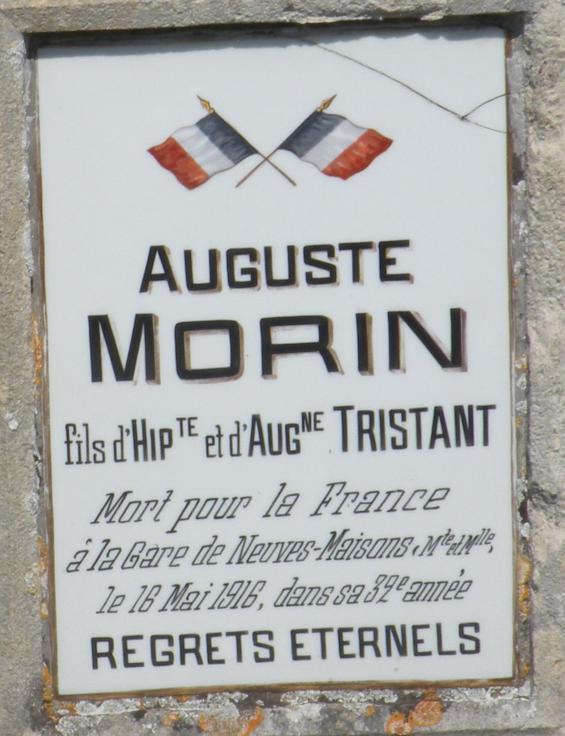 AUGUSTE
MORIN
fils d'HIPTE et d'AUGNE TRISTANT
Mort pour la France
à la Gare de Neuves-Maisons (Mthe et Mlle)
le 16 Mai 1916, dans sa 32e année
REGRETS ETERNELS